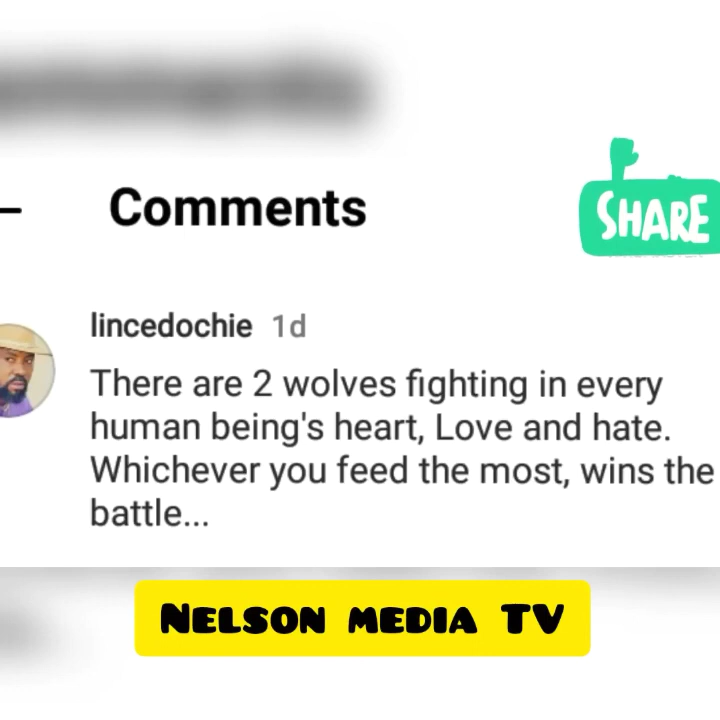 Comments
SHARE
lincedochie 1d
There are 2 wolves fighting in every
human being's heart, Love and hate.
Whichever you feed the most, wins the
battle...
NELSON MEDIA TV